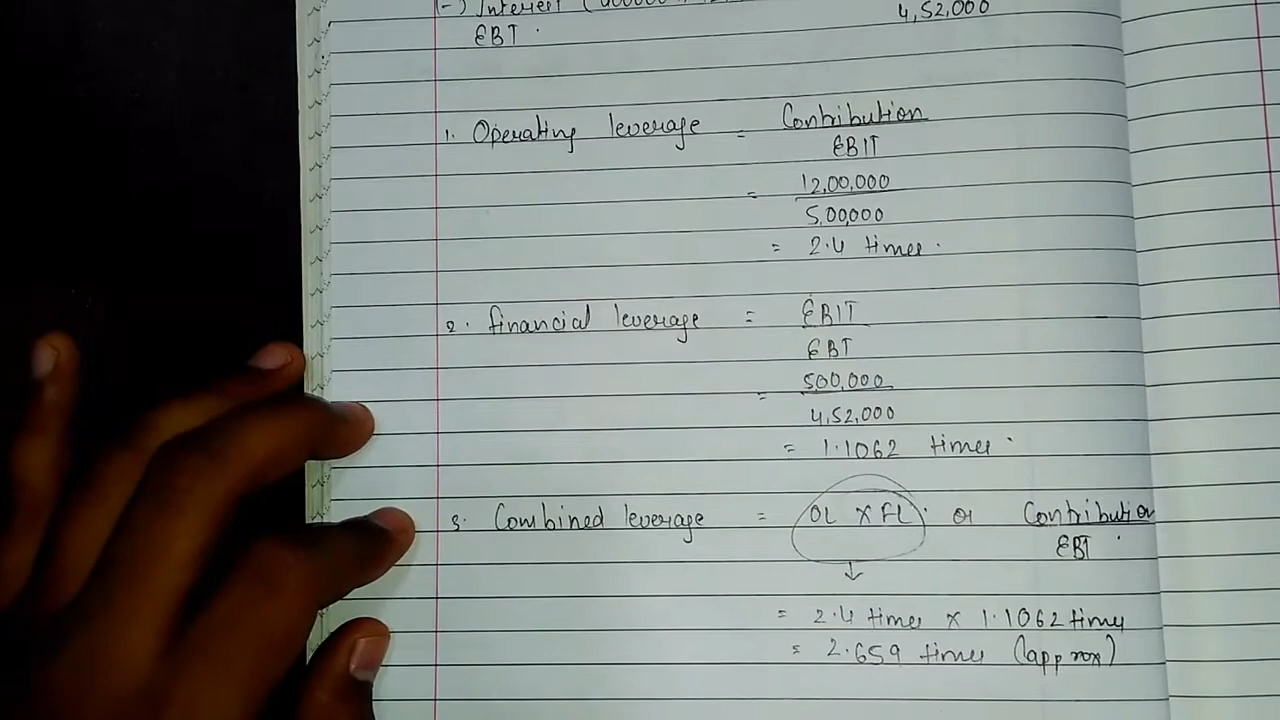 (-) Interest (400000
4,52,000
EBT .
1. Operating leverage = Contribution
EBIT
= 12,00,000
5,00,000
= 2.4 times.
2. financial leverage = EBIT
EBT
= 500,000
4,52,000
= 1.1062 times.
3. Combined leverage = OL X FL. or Contribution
EBT .
↓
= 2.4 times x 1.1062 times
= 2.659 times (approx)